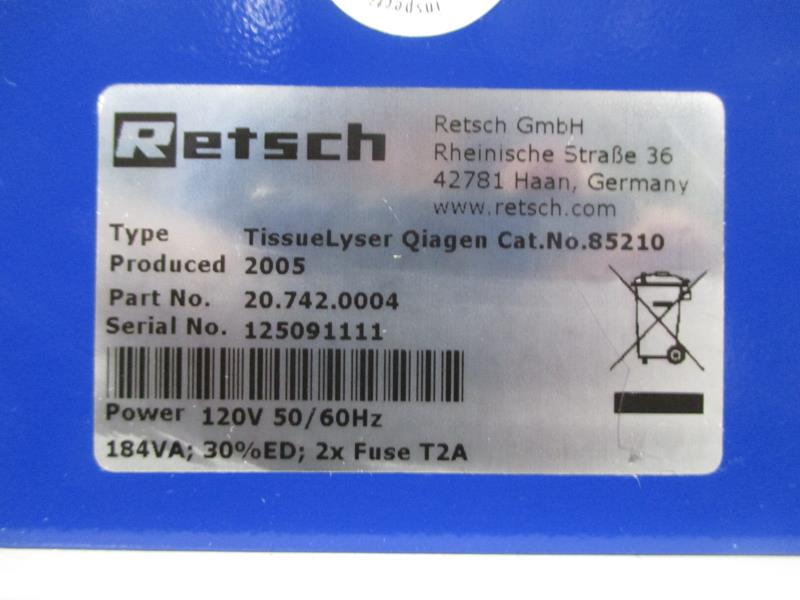 inspect
Retsch
Retsch GmbH
Rheinische Straße 36
42781 Haan, Germany
www.retsch.com
Type TissueLyser Qiagen Cat.No.85210
Produced 2005
Part No. 20.742.0004
Serial No. 125091111
Power 120V 50/60Hz
184VA; 30%ED; 2x Fuse T2A